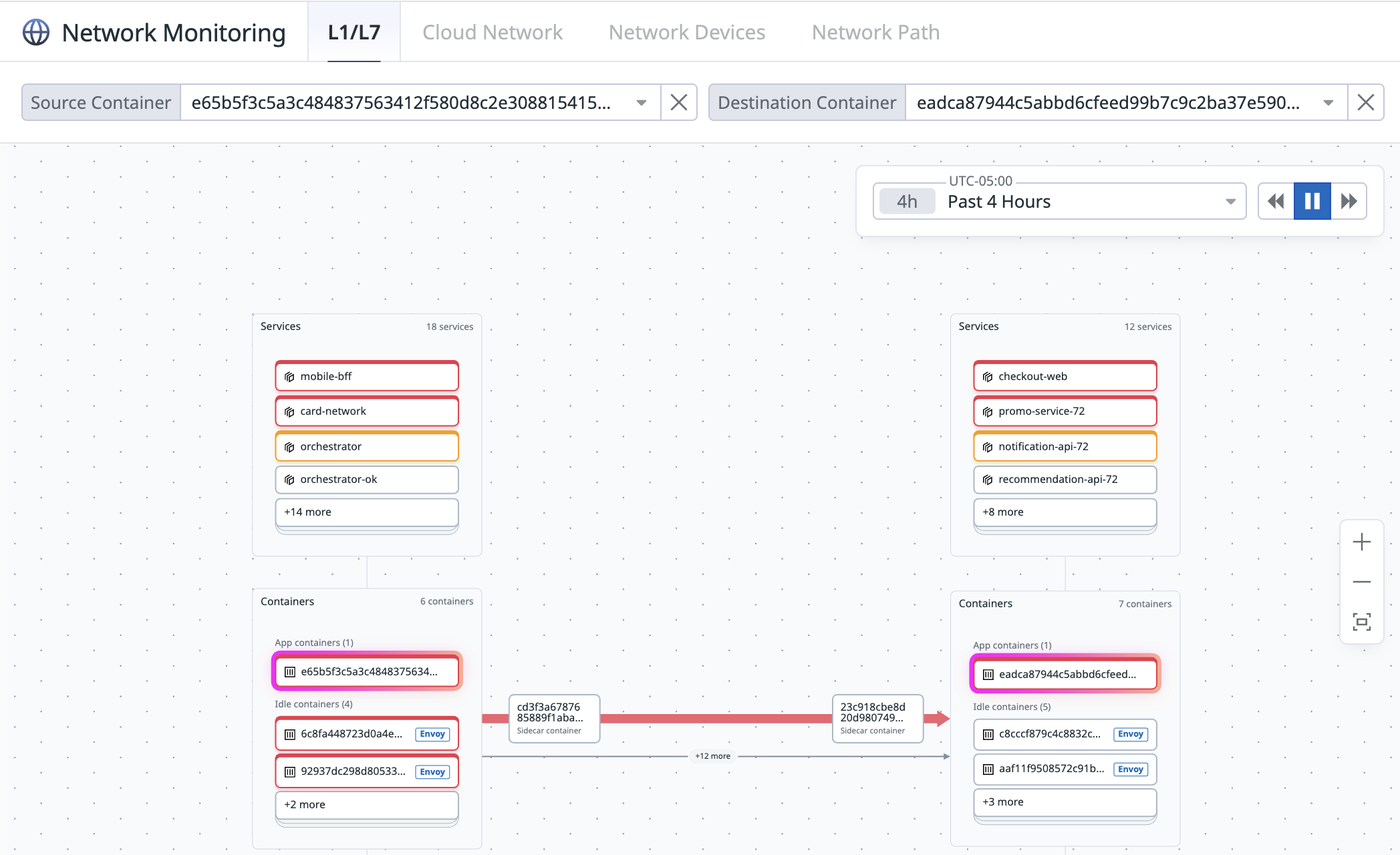 Network Monitoring
L1/L7
Cloud Network
Network Devices
Network Path
Source Container
e65b5f3c5a3c484837563412f580d8c2e308815415...
Destination Container
eadca87944c5abbd6cfeed99b7c9c2ba37e590...
UTC-05:00
4h
Past 4 Hours
Services
18 services
mobile-bff
card-network
orchestrator
orchestrator-ok
+14 more
Services
12 services
checkout-web
promo-service-72
notification-api-72
recommendation-api-72
+8 more
Containers
6 containers
App containers (1)
e65b5f3c5a3c4848375634...
Idle containers (4)
6c8fa448723d0a4e...
Envoy
92937dc298d80533...
Envoy
+2 more
cd3f3a67876
85889f1aba...
Sidecar container
23c918cbe8d
20d980749...
Sidecar container
+12 more
Containers
7 containers
App containers (1)
eadca87944c5abbd6cfeed...
Idle containers (5)
c8cccf879c4c8832c...
Envoy
aaf11f9508572c91b...
Envoy
+3 more